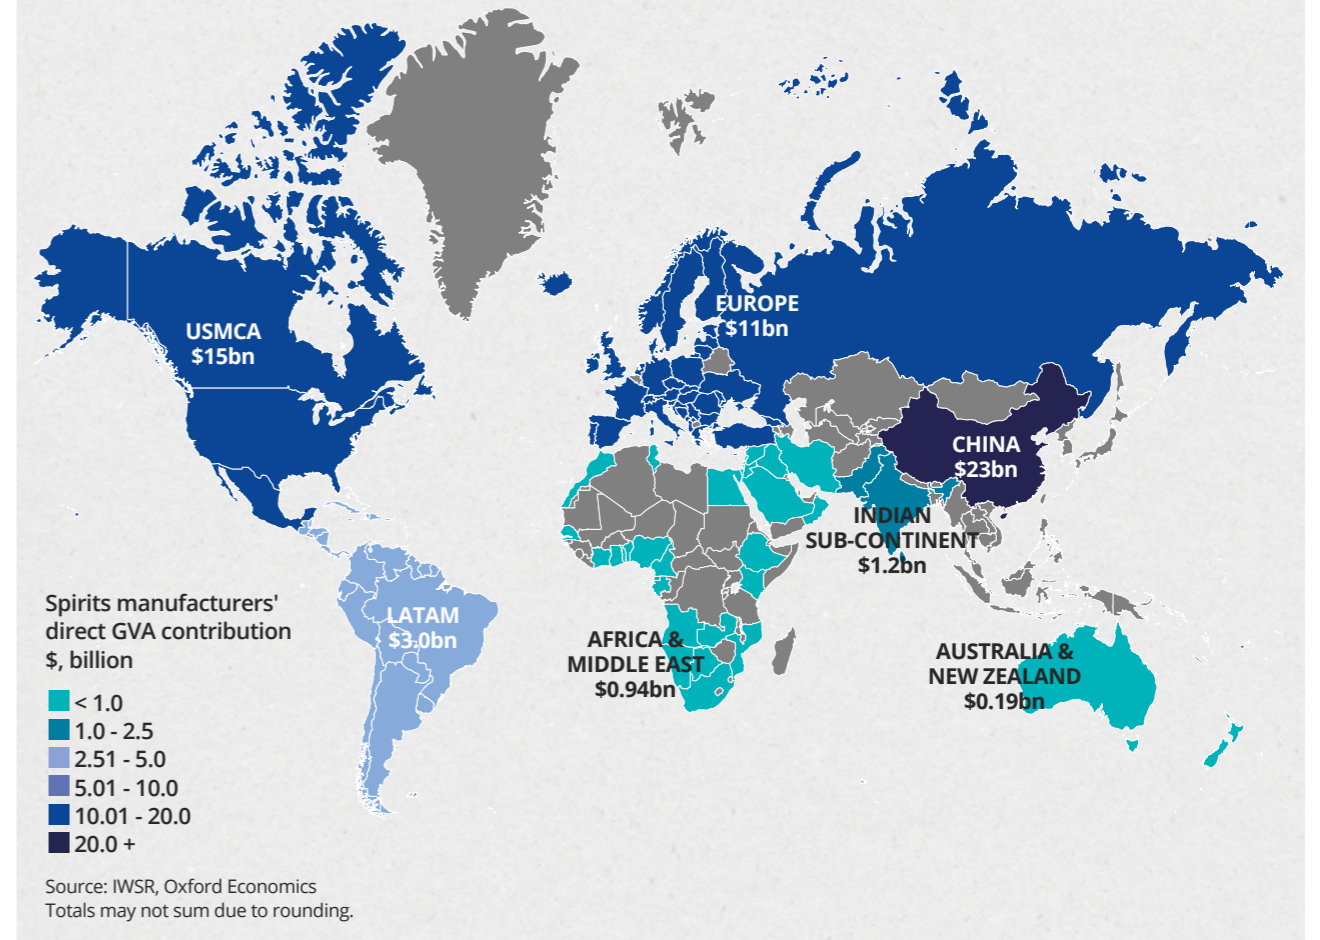 EUROPE
$11bn
USMCA
$15bn
CHINA
$23bn
INDIAN
SUB-CONTINENT
$1.2bn
LATAM
$3.0bn
AFRICA &
MIDDLE EAST
$0.94bn
AUSTRALIA &
NEW ZEALAND
$0.19bn
Spirits manufacturers'
direct GVA contribution
$, billion
< 1.0
1.0 - 2.5
2.51 - 5.0
5.01 - 10.0
10.01 - 20.0
20.0 +
Source: IWSR, Oxford Economics
Totals may not sum due to rounding.